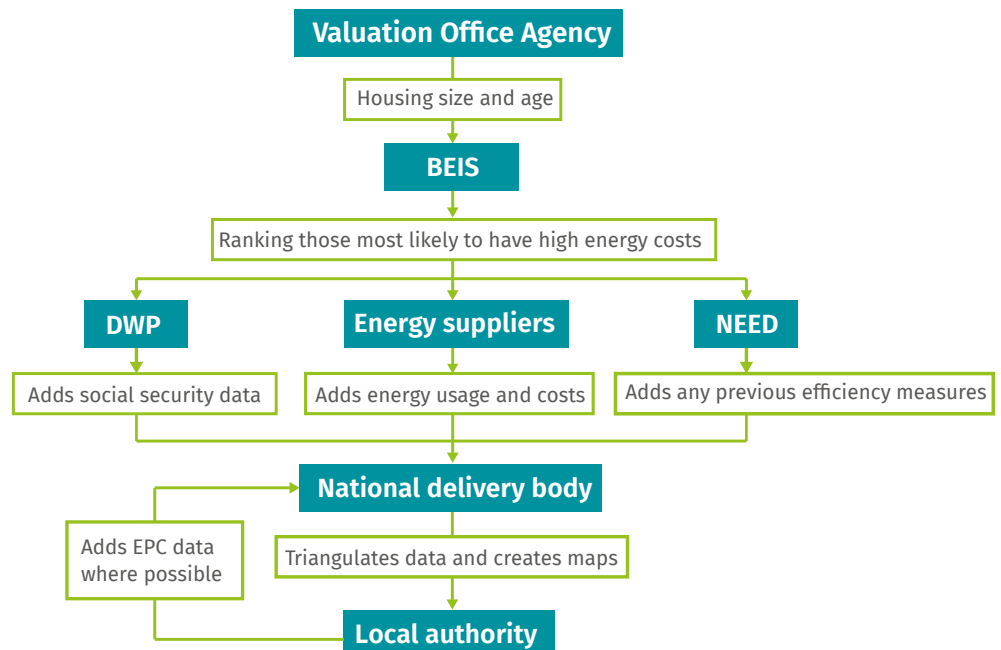 Valuation Office Agency
Housing size and age
BEIS
Ranking those most likely to have high energy costs
DWP
Energy suppliers
NEED
Adds social security data
Adds energy usage and costs
Adds any previous efficiency measures
National delivery body
Adds EPC data
where possible
Triangulates data and creates maps
Local authority